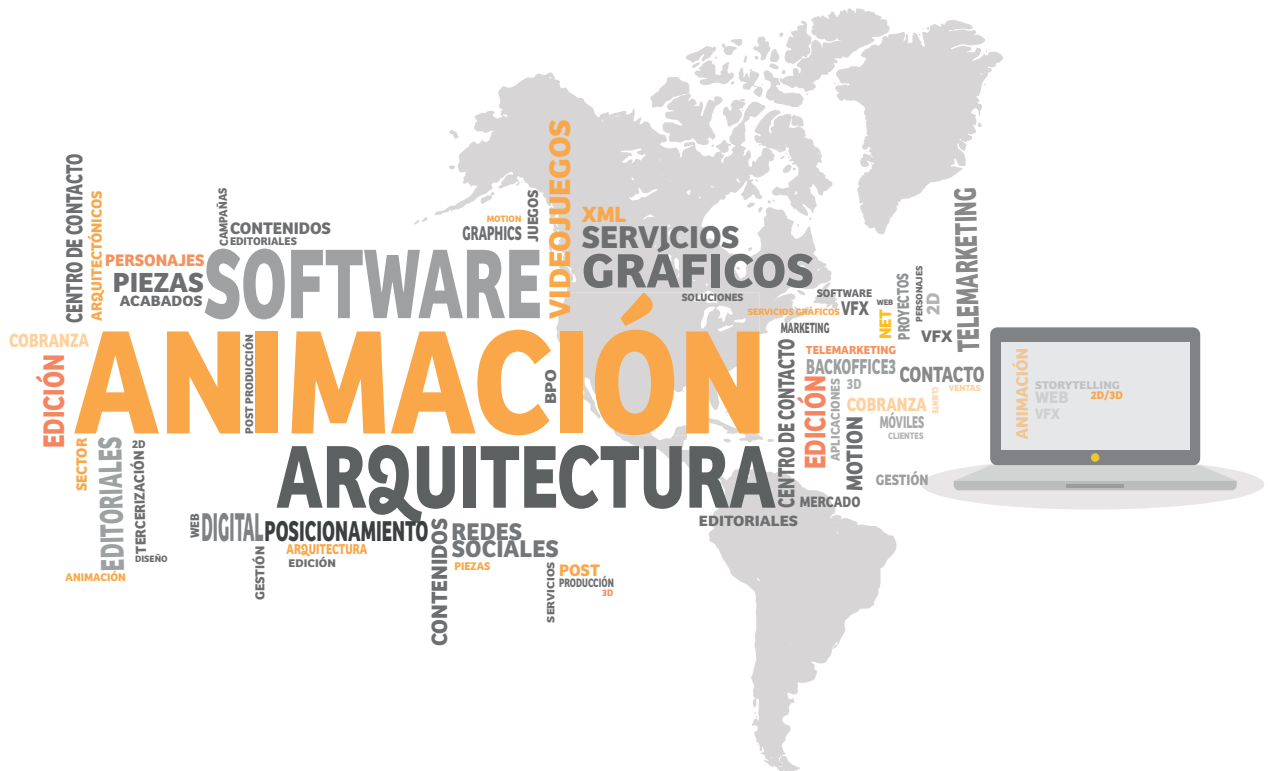 CENTRO DE CONTACTO
ARQUITECTÓNICOS
PERSONAJES
PIEZAS
ACABADOS
CAMPAÑAS
CONTENIDOS
EDITORIALES
SOFTWARE
MOTION
GRAPHICS
JUEGOS
VIDEOJUEGOS
XML
SERVICIOS
GRÁFICOS
SOLUCIONES
COBRANZA
EDICIÓN
ANIMACIÓN
POST PRODUCCIÓN
BPO
ARQUITECTURA
SECTOR
EDITORIALES
2D
TERCERIZACIÓN
DISEÑO
ANIMACIÓN
WEB
DIGITAL
POSICIONAMIENTO
GESTIÓN
ARQUITECTURA
EDICIÓN
CONTENIDOS
REDES
SOCIALES
PIEZAS
SERVICIOS
POST
PRODUCCIÓN
3D
SERVICIOS GRÁFICOS
SOFTWARE
VFX
WEB
NET
PROYECTOS
PERSONAJES
2D
TELEMARKETING
VFX
MARKETING
CENTRO DE CONTACTO
TELEMARKETING
BACKOFFICE3
CONTACTO
EDICIÓN
APLICACIONES
3D
COBRANZA
CLIENTE
VENTAS
MOTION
MÓVILES
CLIENTES
GESTIÓN
MERCADO
EDITORIALES
ANIMACIÓN
STORYTELLING
WEB
2D/3D
VFX